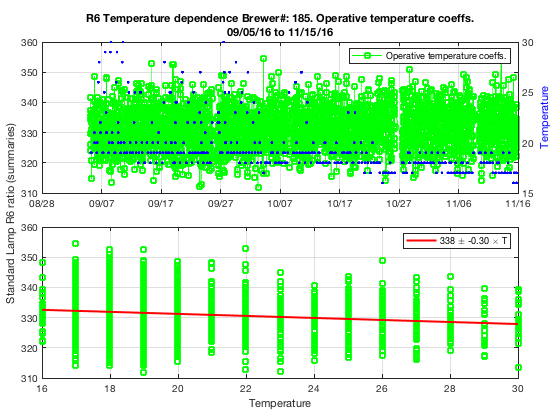 R6 Temperature dependence Brewer#: 185. Operative temperature coeffs.
09/05/16 to 11/15/16
Operative temperature coeffs.
360
350
340
330
320
310
30
25
20
15
Temperature
08/28 09/07 09/17 09/27 10/07 10/17 10/27 11/06 11/16
Standard Lamp R6 ratio (summaries)
338 ± -0.30 × T
360
350
340
330
320
310
16 18 20 22 24 26 28 30
Temperature